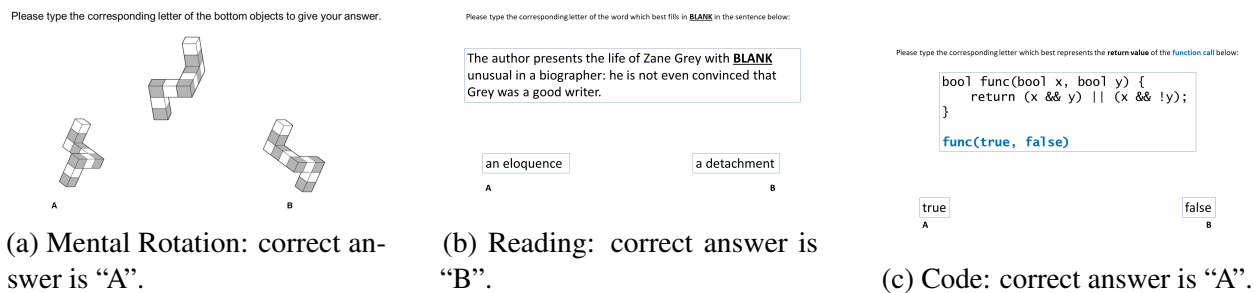 Please type the corresponding letter of the bottom objects to give your answer.
A
B
(a) Mental Rotation: correct an-
swer is “A”.
Please type the corresponding letter of the word which best fills in BLANK in the sentence below:
The author presents the life of Zane Grey with BLANK
unusual in a biographer: he is not even convinced that
Grey was a good writer.
an eloquence
a detachment
A
B
(b) Reading: correct answer is
“B”.
Please type the corresponding letter which best represents the return value of the function call below:
bool func(bool x, bool y) {
    return (x && y) || (x && !y);
}
func(true, false)
true
false
A
B
(c) Code: correct answer is “A”.